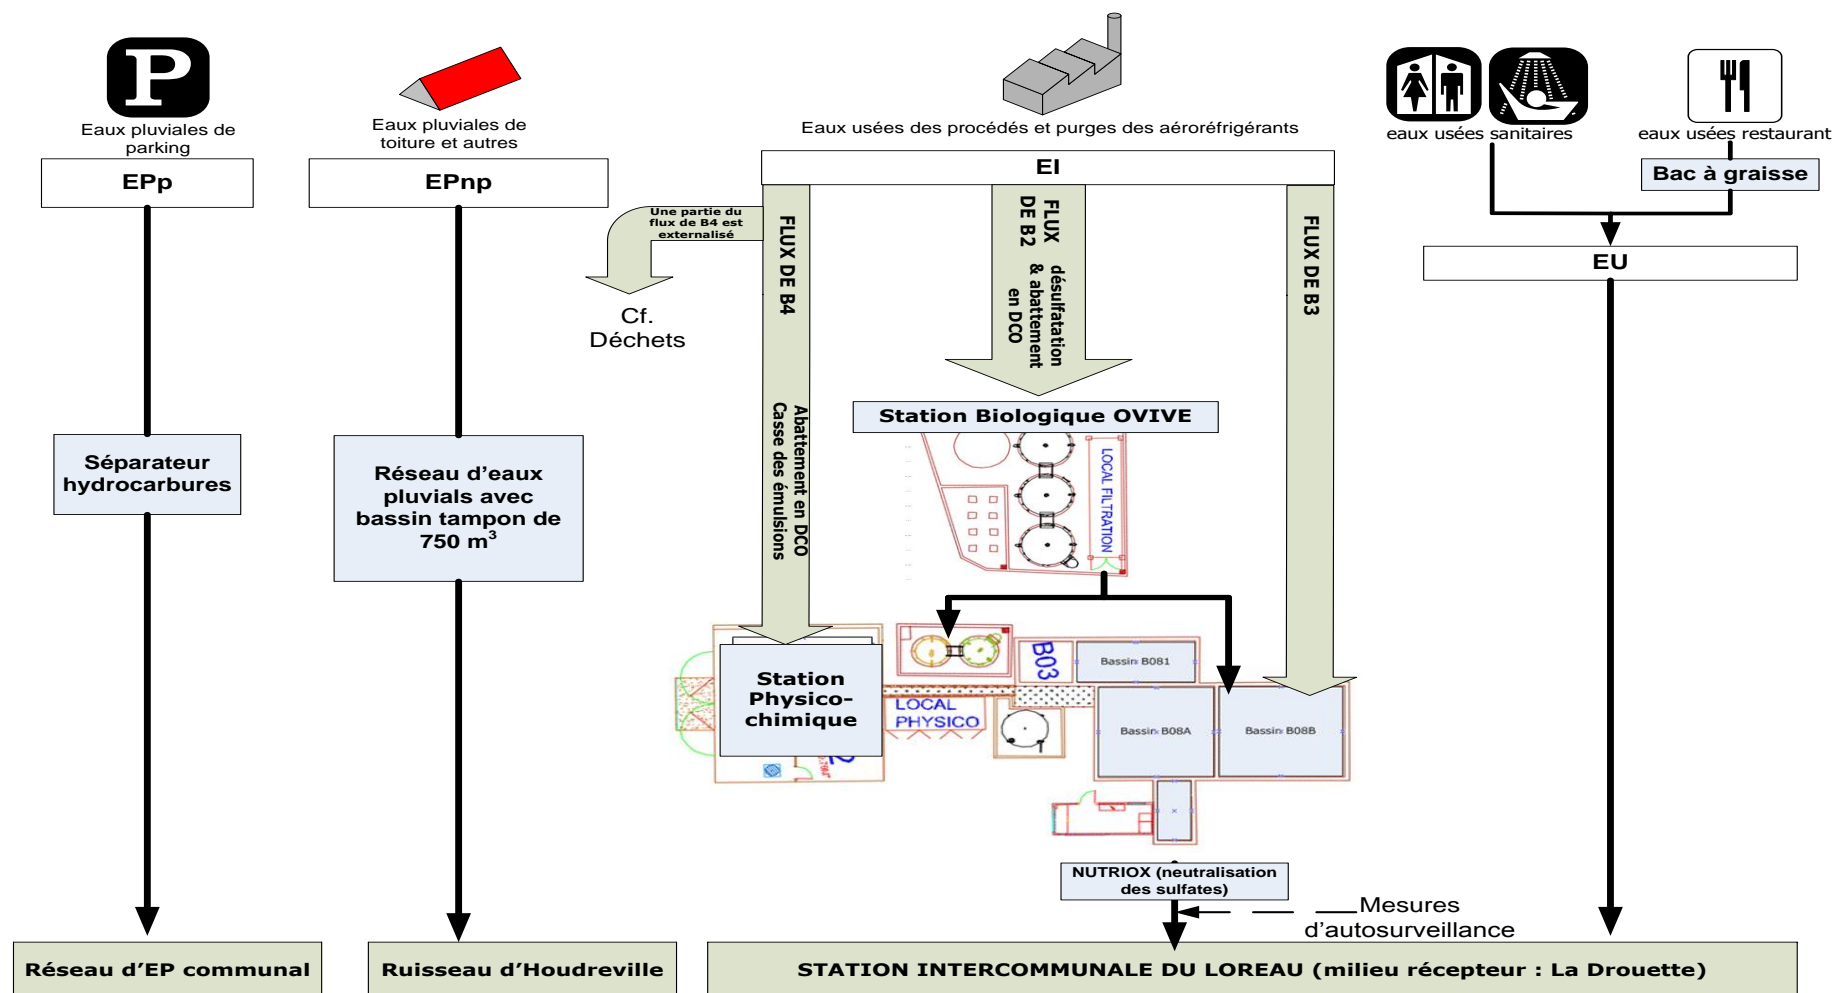 P
Eaux pluviales de
parking
EPp
Eaux pluviales de
toiture et autres
EPnp
Eaux usées des procédés et purges des aéroréfrigérants
EI
eaux usées sanitaires
eaux usées restaurant
Bac à graisse
EU
Une partie du
flux de B4 est
externalisé
Cf.
Déchets
FLUX DE B4
Abattement en DCO
Casse des émulsions
FLUX
DE B2
désulfatation
& abattement
en DCO
FLUX DE B3
Station Biologique OVIVE
LOCAL FILTRATION
Séparateur
hydrocarbures
Réseau d’eaux
pluvials avec
bassin tampon de
750 m³
Station
Physico-
chimique
B03
LOCAL
PHYSICO
Bassin B081
Bassin B08A
Bassin B08B
NUTRIOX (neutralisation
des sulfates)
Mesures
d’autosurveillance
Réseau d’EP communal
Ruisseau d’Houdreville
STATION INTERCOMMUNALE DU LOREAU (milieu récepteur : La Drouette)